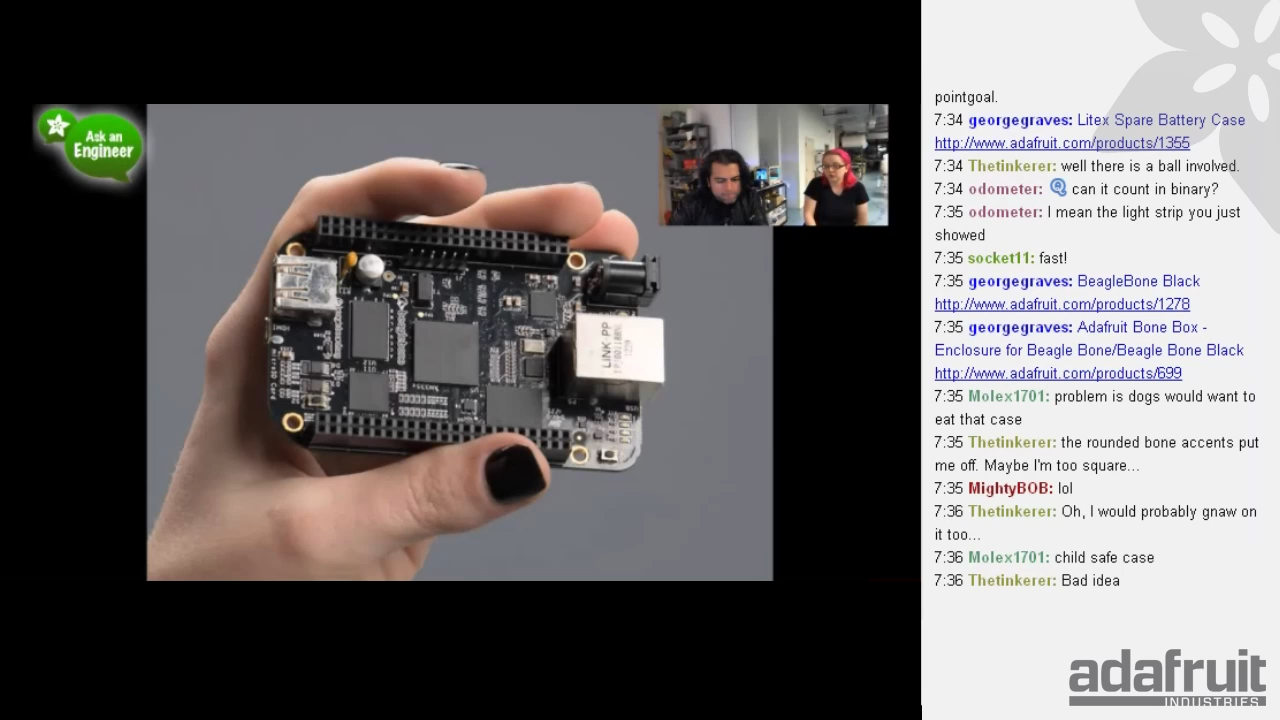 Ask an
Engineer
LINK-PP
pointgoal.
7:34 georgegraves: Litex Spare Battery Case
http://www.adafruit.com/products/1355
7:34 Thetinkerer: well there is a ball involved.
7:34 odometer: can it count in binary?
7:35 odometer: I mean the light strip you just
showed
7:35 socket11: fast!
7:35 georgegraves: BeagleBone Black
http://www.adafruit.com/products/1278
7:35 georgegraves: Adafruit Bone Box -
Enclosure for Beagle Bone/Beagle Bone Black
http://www.adafruit.com/products/699
7:35 Molex1701: problem is dogs would want to
eat that case
7:35 Thetinkerer: the rounded bone accents put
me off. Maybe I'm too square...
7:35 MightyBOB: lol
7:36 Thetinkerer: Oh, I would probably gnaw on
it too...
7:36 Molex1701: child safe case
7:36 Thetinkerer: Bad idea
adafruit
INDUSTRIES